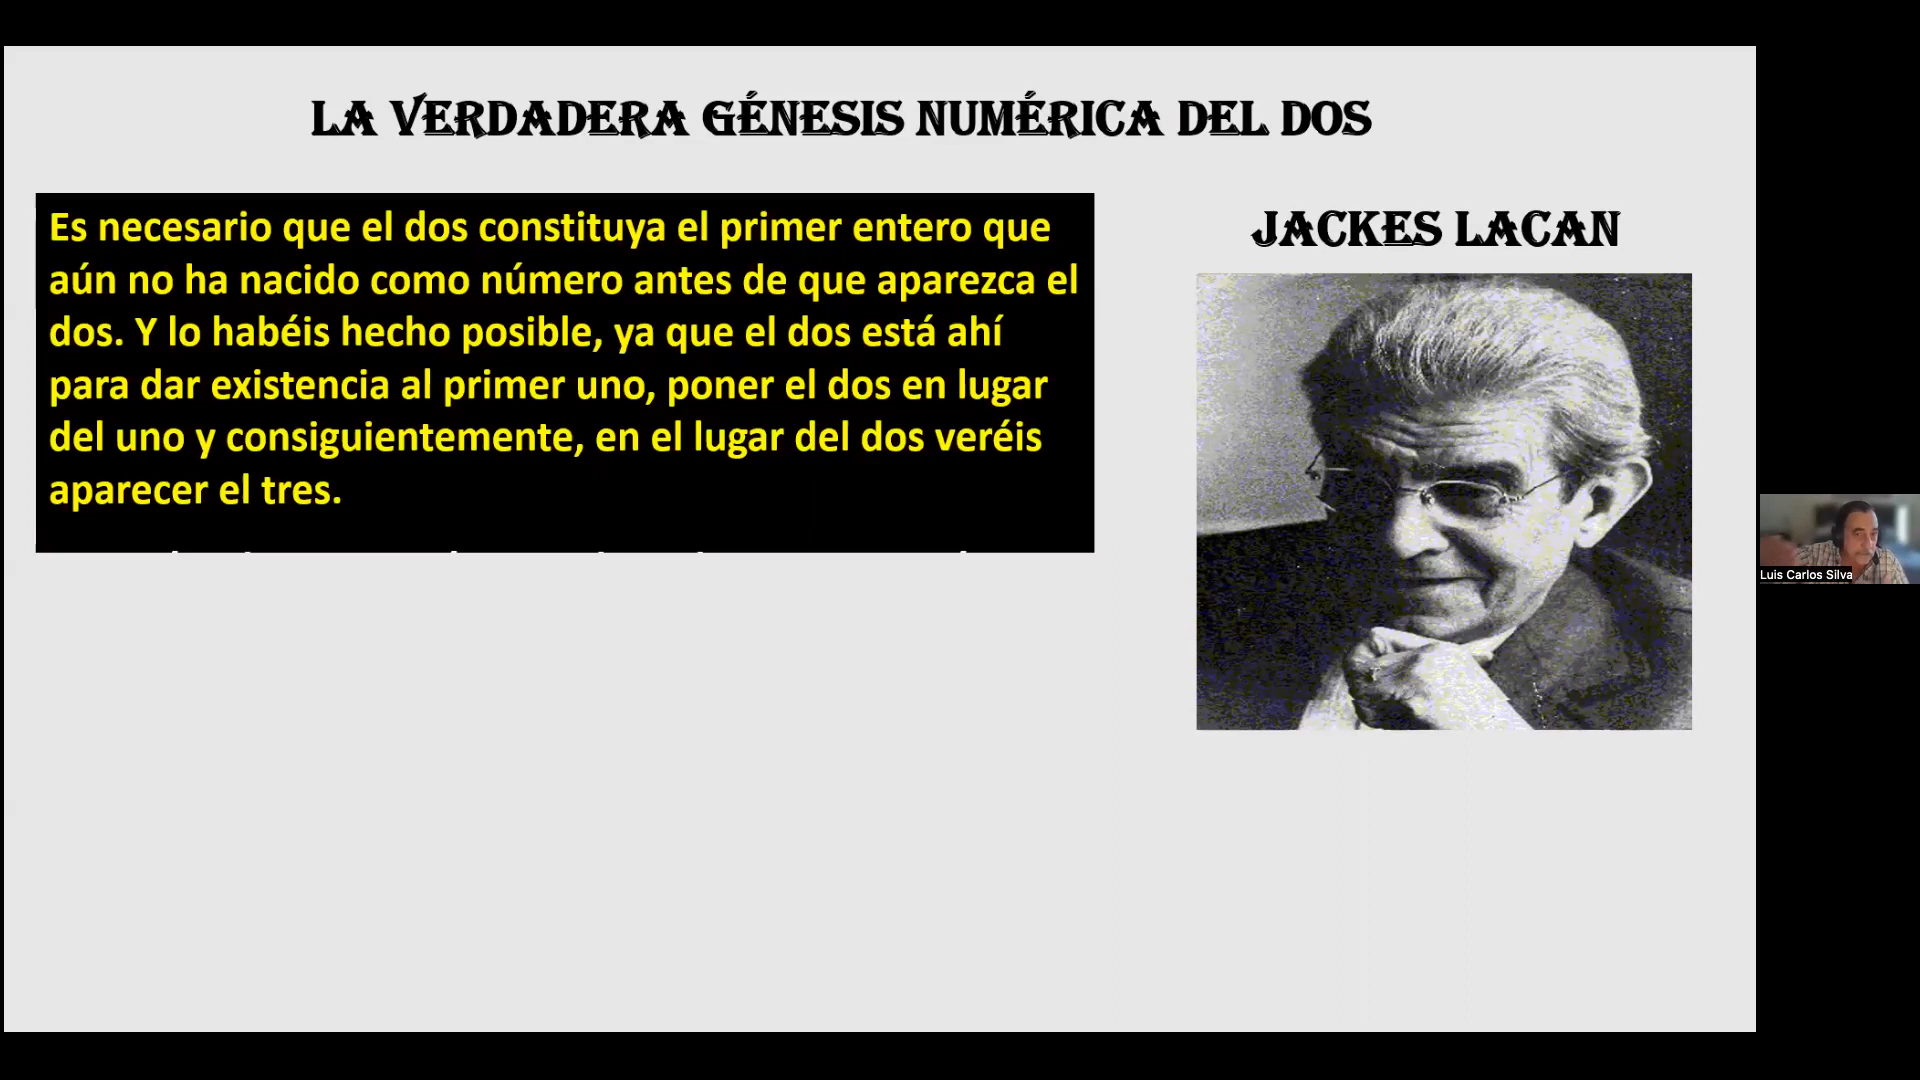 LA VERDADERA GÉNESIS NUMÉRICA DEL DOS
Es necesario que el dos constituya el primer entero que
aún no ha nacido como número antes de que aparezca el
dos. Y lo habéis hecho posible, ya que el dos está ahí
para dar existencia al primer uno, poner el dos en lugar
del uno y consiguientemente, en el lugar del dos veréis
aparecer el tres.
JACKES LACAN
Luis Carlos Silva